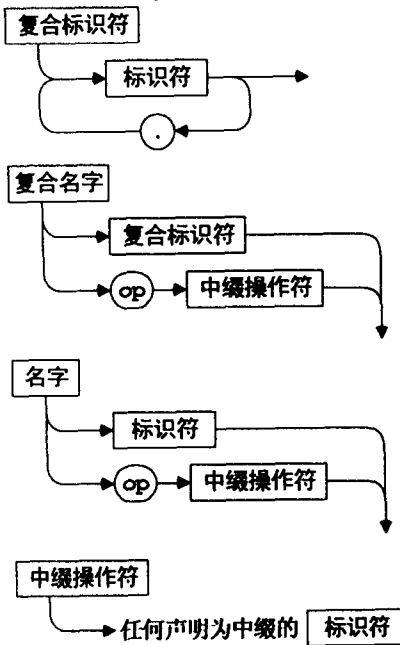 复合标识符
标识符
.
复合名字
复合标识符
op 中缀操作符
名字
标识符
op 中缀操作符
中缀操作符
任何声明为中缀的 标识符